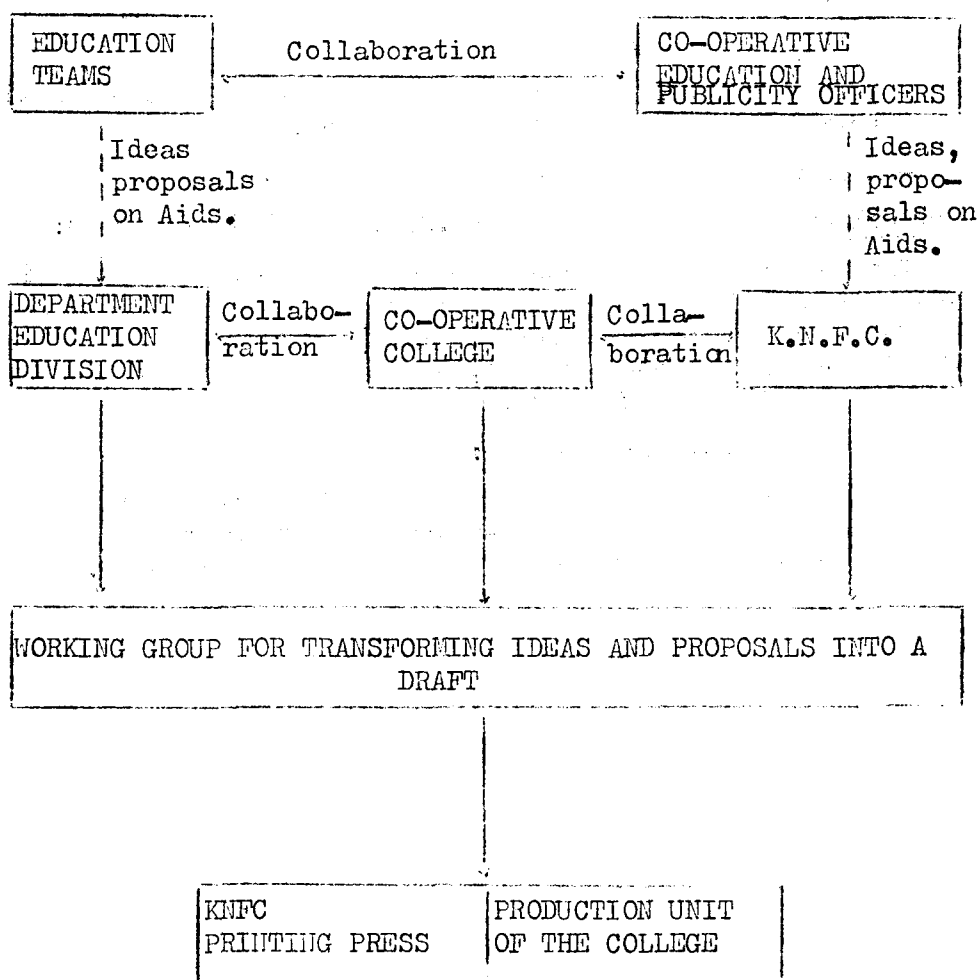 EDUCATION
TEAMS
Collaboration
CO-OPERATIVE
EDUCATION AND
PUBLICITY OFFICERS
Ideas
proposals
on Aids.
Ideas,
propo-
sals on
Aids.
DEPARTMENT
EDUCATION
DIVISION
Collabo-
ration
CO-OPERATIVE
COLLEGE
Colla-
boration
K.N.F.C.
WORKING GROUP FOR TRANSFORMING IDEAS AND PROPOSALS INTO A
DRAFT
KNFC
PRINTING PRESS
PRODUCTION UNIT
OF THE COLLEGE